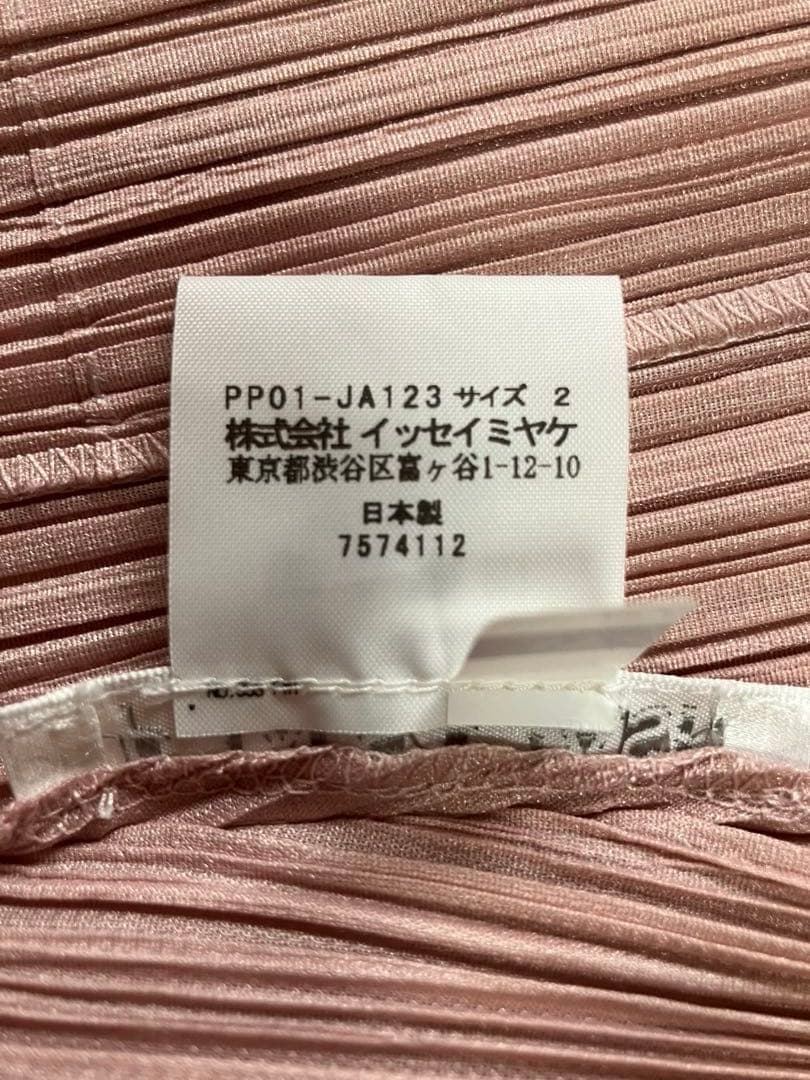 PP01-JA123 サイズ 2
株式会社 イッセイミヤケ
東京都渋谷区富ヶ谷1-12-10
日本製
7574112